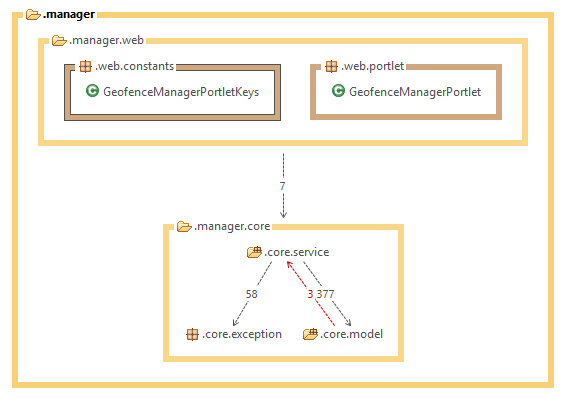 .manager
.manager.web
.web.constants
.web.portlet
GeofenceManagerPortletKeys
GeofenceManagerPortlet
7
.manager.core
.core.service
58
3
377
.core.exception
.core.model